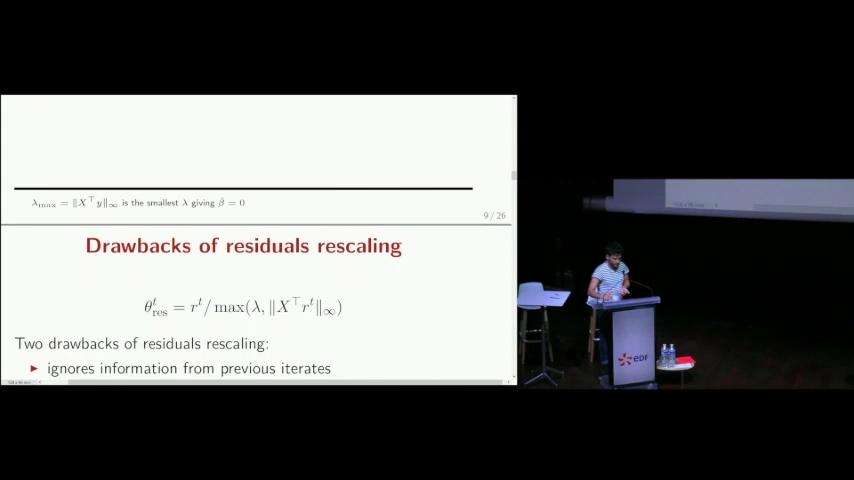 λmax = ‖X⊤y‖∞ is the smallest λ giving β̂ = 0
9 / 26
Drawbacks of residuals rescaling
θᵗres = rᵗ / max(λ, ‖X⊤rᵗ‖∞)
Two drawbacks of residuals rescaling:
▶ ignores information from previous iterates
eDF